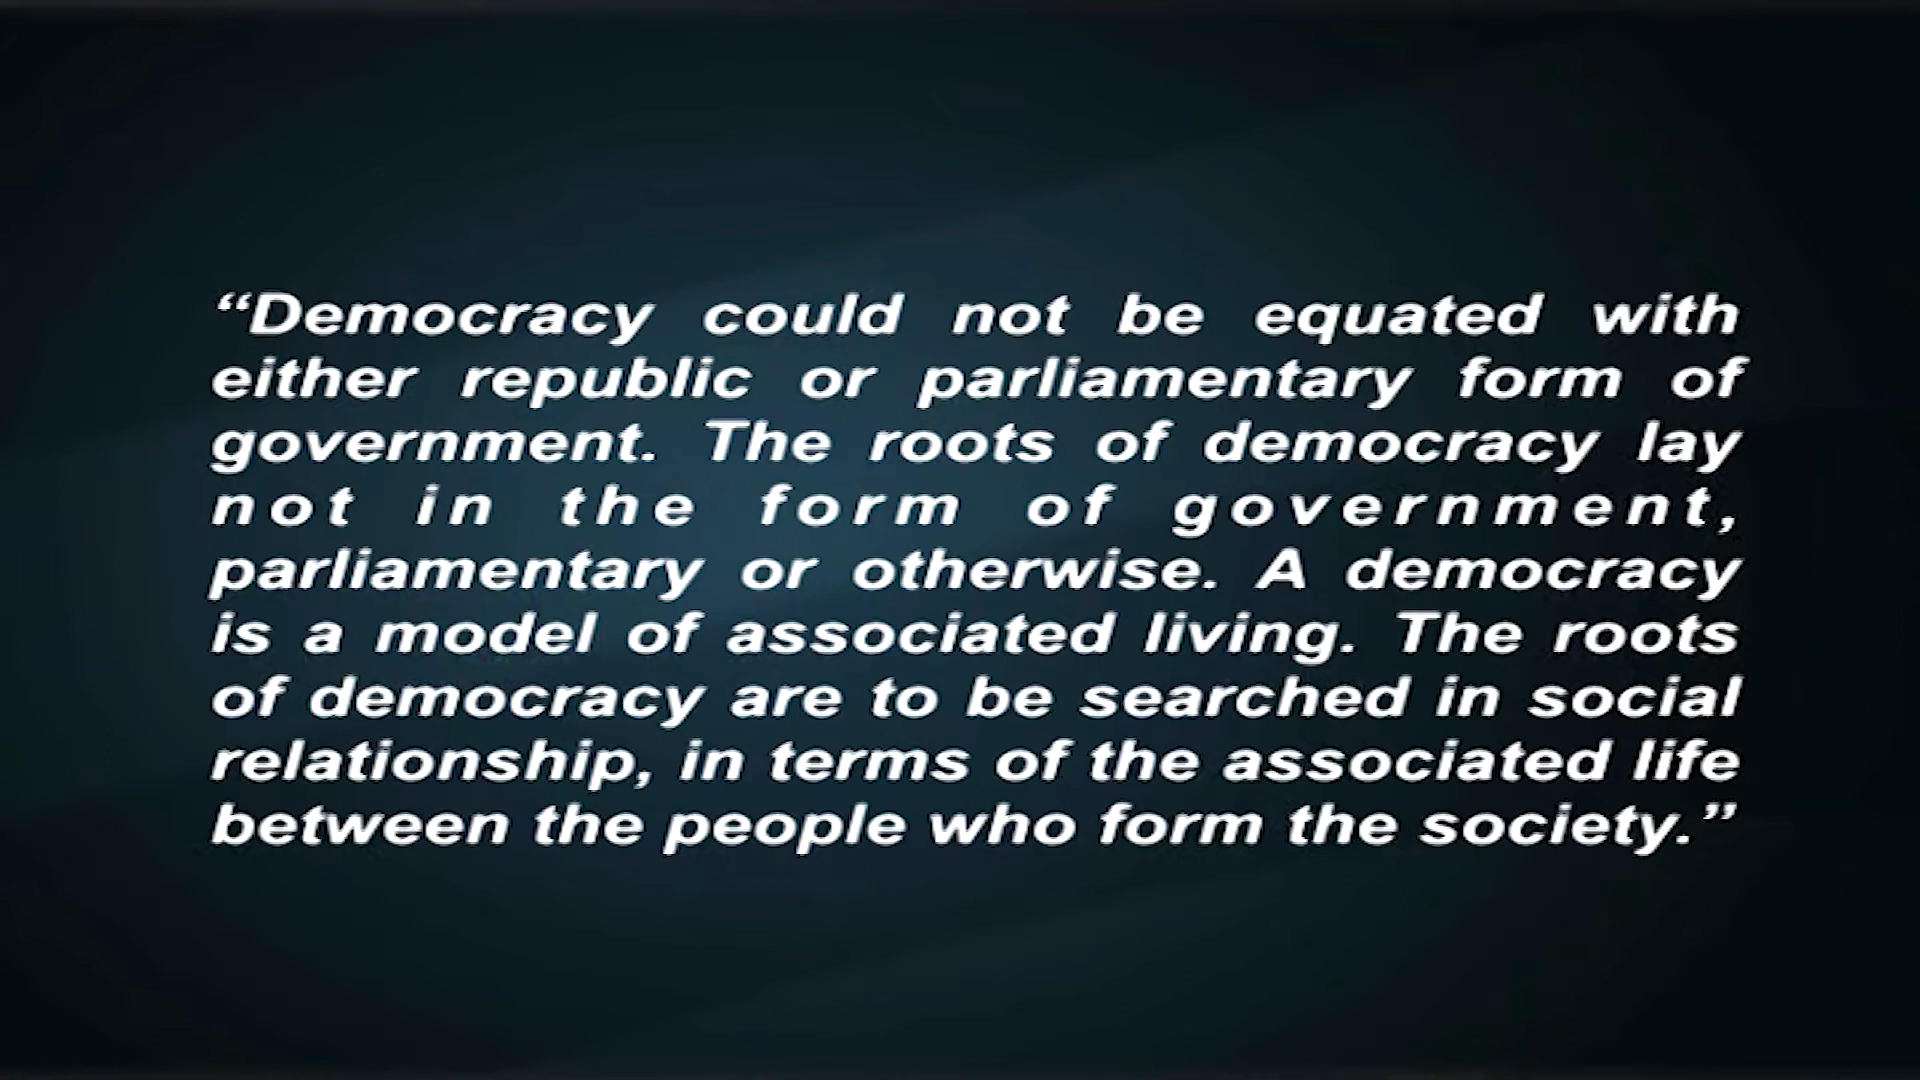 “Democracy could not be equated with
either republic or parliamentary form of
government. The roots of democracy lay
not in the form of government,
parliamentary or otherwise. A democracy
is a model of associated living. The roots
of democracy are to be searched in social
relationship, in terms of the associated life
between the people who form the society.”